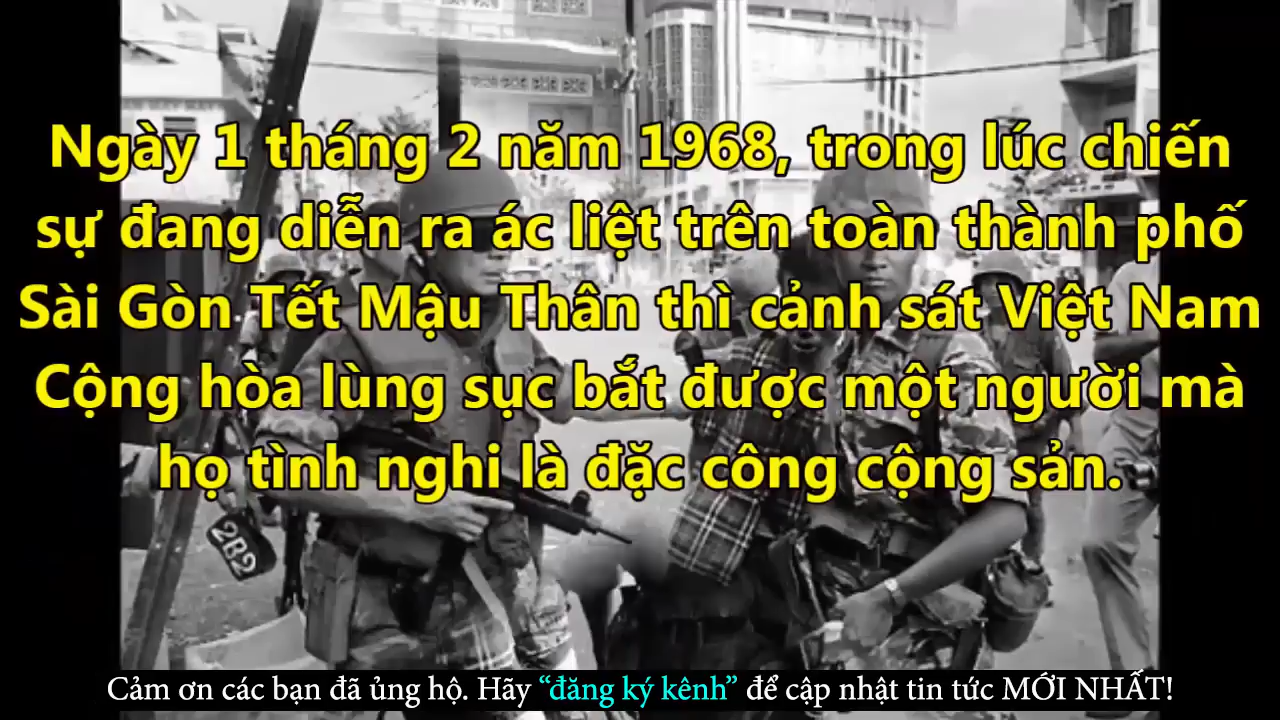 Ngày 1 tháng 2 năm 1968, trong lúc chiến
sự đang diễn ra ác liệt trên toàn thành phố
Sài Gòn Tết Mậu Thân thì cảnh sát Việt Nam
Cộng hòa lùng sục bắt được một người mà
họ tình nghi là đặc công cộng sản.
2B2
Cảm ơn các bạn đã ủng hộ. Hãy “đăng ký kênh” để cập nhật tin tức MỚI NHẤT!